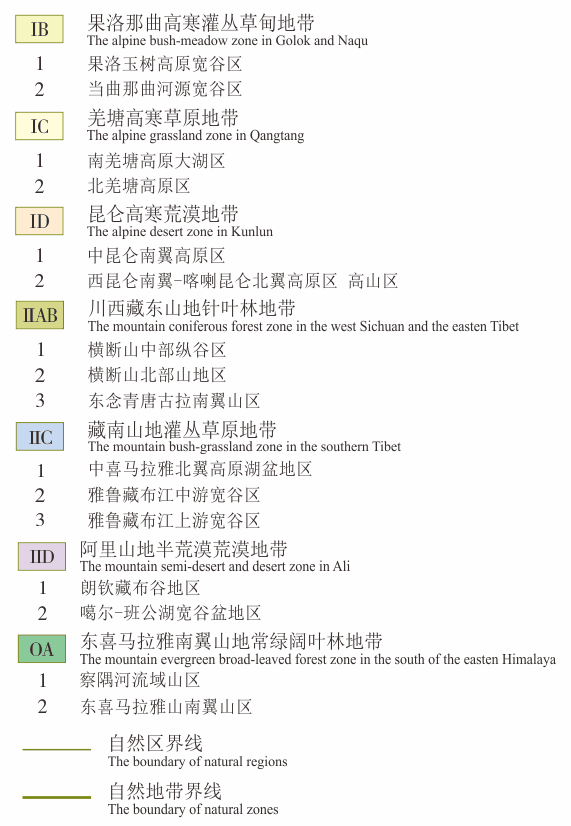 IB 果洛那曲高寒灌丛草甸地带
The alpine bush-meadow zone in Golok and Naqu
1 果洛玉树高原宽谷区
2 当曲那曲河源宽谷区
IC 羌塘高寒草原地带
The alpine grassland zone in Qangtang
1 南羌塘高原大湖区
2 北羌塘高原区
ID 昆仑高寒荒漠地带
The alpine desert zone in Kunlun
1 中昆仑南翼高原区
2 西昆仑南翼-喀喇昆仑北翼高原区 高山区
IIAB 川西藏东山地针叶林地带
The mountain coniferous forest zone in the west Sichuan and the easten Tibet
1 横断山中部纵谷区
2 横断山北部山地区
3 东念青唐古拉南翼山区
IIC 藏南山地灌丛草原地带
The mountain bush-grassland zone in the southern Tibet
1 中喜马拉雅北翼高原湖盆地区
2 雅鲁藏布江中游宽谷区
3 雅鲁藏布江上游宽谷区
IID 阿里山地半荒漠荒漠地带
The mountain semi-desert and desert zone in Ali
1 朗钦藏布谷地区
2 噶尔-班公湖宽谷盆地区
OA 东喜马拉雅南翼山地常绿阔叶林地带
The mountain evergreen broad-leaved forest zone in the south of the easten Himalaya
1 察隅河流域山区
2 东喜马拉雅山南翼山区
自然区界线
The boundary of natural regions
自然地带界线
The boundary of natural zones